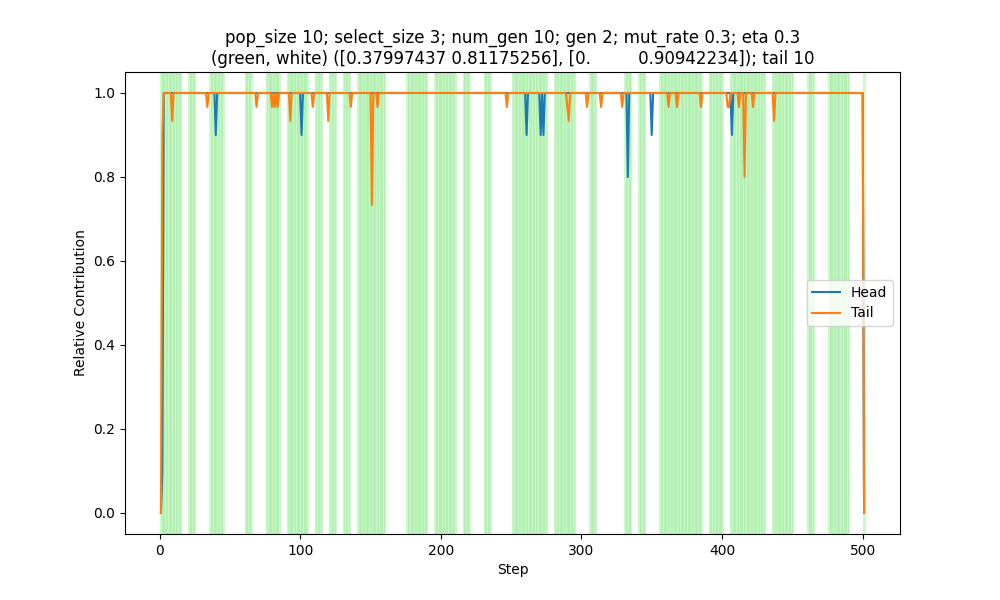 pop_size 10; select_size 3; num_gen 10; gen 2; mut_rate 0.3; eta 0.3
(green, white) ([0.37997437 0.81175256], [0.         0.90942234]); tail 10
1.0
0.8
0.6
0.4
0.2
0.0
Relative Contribution
Head
Tail
0
100
200
300
400
500
Step